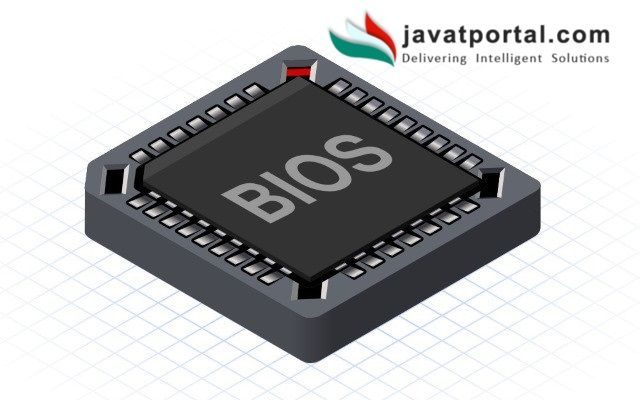 javatportal.com
Delivering Intelligent Solutions
BIOS